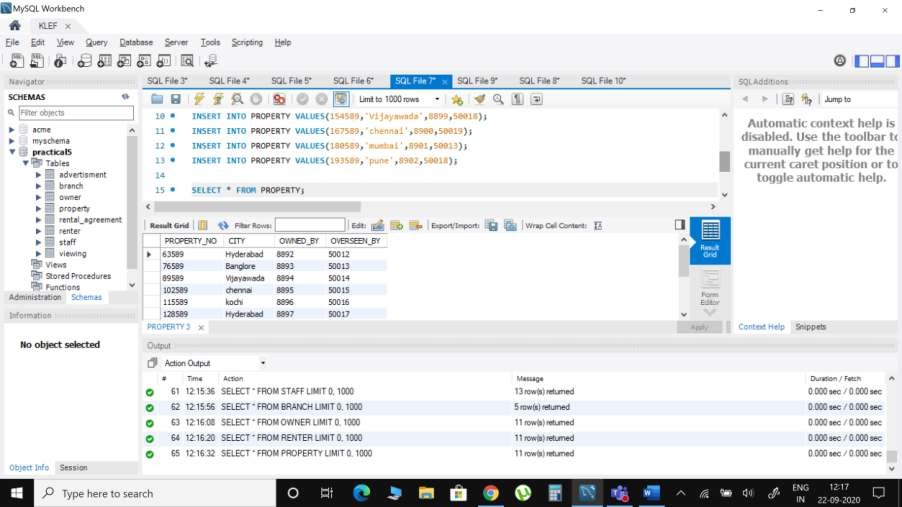 MySQL Workbench
KLEF
File Edit View Query Database Server Tools Scripting Help
Navigator
SCHEMAS
Filter objects
acme
myschema
practical5
Tables
advertisment
branch
owner
property
rental_agreement
renter
staff
viewing
Views
Stored Procedures
Functions
Administration Schemas
Information
No object selected
Object Info Session
SQL File 3* SQL File 4* SQL File 5* SQL File 6* SQL File 7* SQL File 9* SQL File 8* SQL File 10*
Limit to 1000 rows
10 INSERT INTO PROPERTY VALUES(154589,'Vijayawada',8899,50018);
11 INSERT INTO PROPERTY VALUES(167589,'chennai',8900,50019);
12 INSERT INTO PROPERTY VALUES(180589,'mumbai',8901,50013);
13 INSERT INTO PROPERTY VALUES(193589,'pune',8902,50018);
14
15 SELECT * FROM PROPERTY;
Result Grid Filter Rows: Edit: Export/Import: Wrap Cell Content:
PROPERTY_NO CITY OWNED_BY OVERSEEN_BY
63589 Hyderabad 8892 50012
76589 Banglore 8893 50013
89589 Vijayawada 8894 50014
102589 chennai 8895 50015
115589 kochi 8896 50016
128589 Hyderabad 8897 50017
Result
Grid
Form
Editor
PROPERTY 3
Apply
SQLAdditions
Jump to
Automatic context help is
disabled. Use the toolbar to
manually get help for the
current caret position or to
toggle automatic help.
Context Help Snippets
Output
Action Output
# Time Action Message Duration / Fetch
61 12:15:36 SELECT * FROM STAFF LIMIT 0, 1000 13 row(s) returned 0.000 sec / 0.000 sec
62 12:15:56 SELECT * FROM BRANCH LIMIT 0, 1000 5 row(s) returned 0.000 sec / 0.000 sec
63 12:16:08 SELECT * FROM OWNER LIMIT 0, 1000 11 row(s) returned 0.000 sec / 0.000 sec
64 12:16:20 SELECT * FROM RENTER LIMIT 0, 1000 11 row(s) returned 0.000 sec / 0.000 sec
65 12:16:32 SELECT * FROM PROPERTY LIMIT 0, 1000 11 row(s) returned 0.000 sec / 0.000 sec
Type here to search
ENG
IN
12:17
22-09-2020